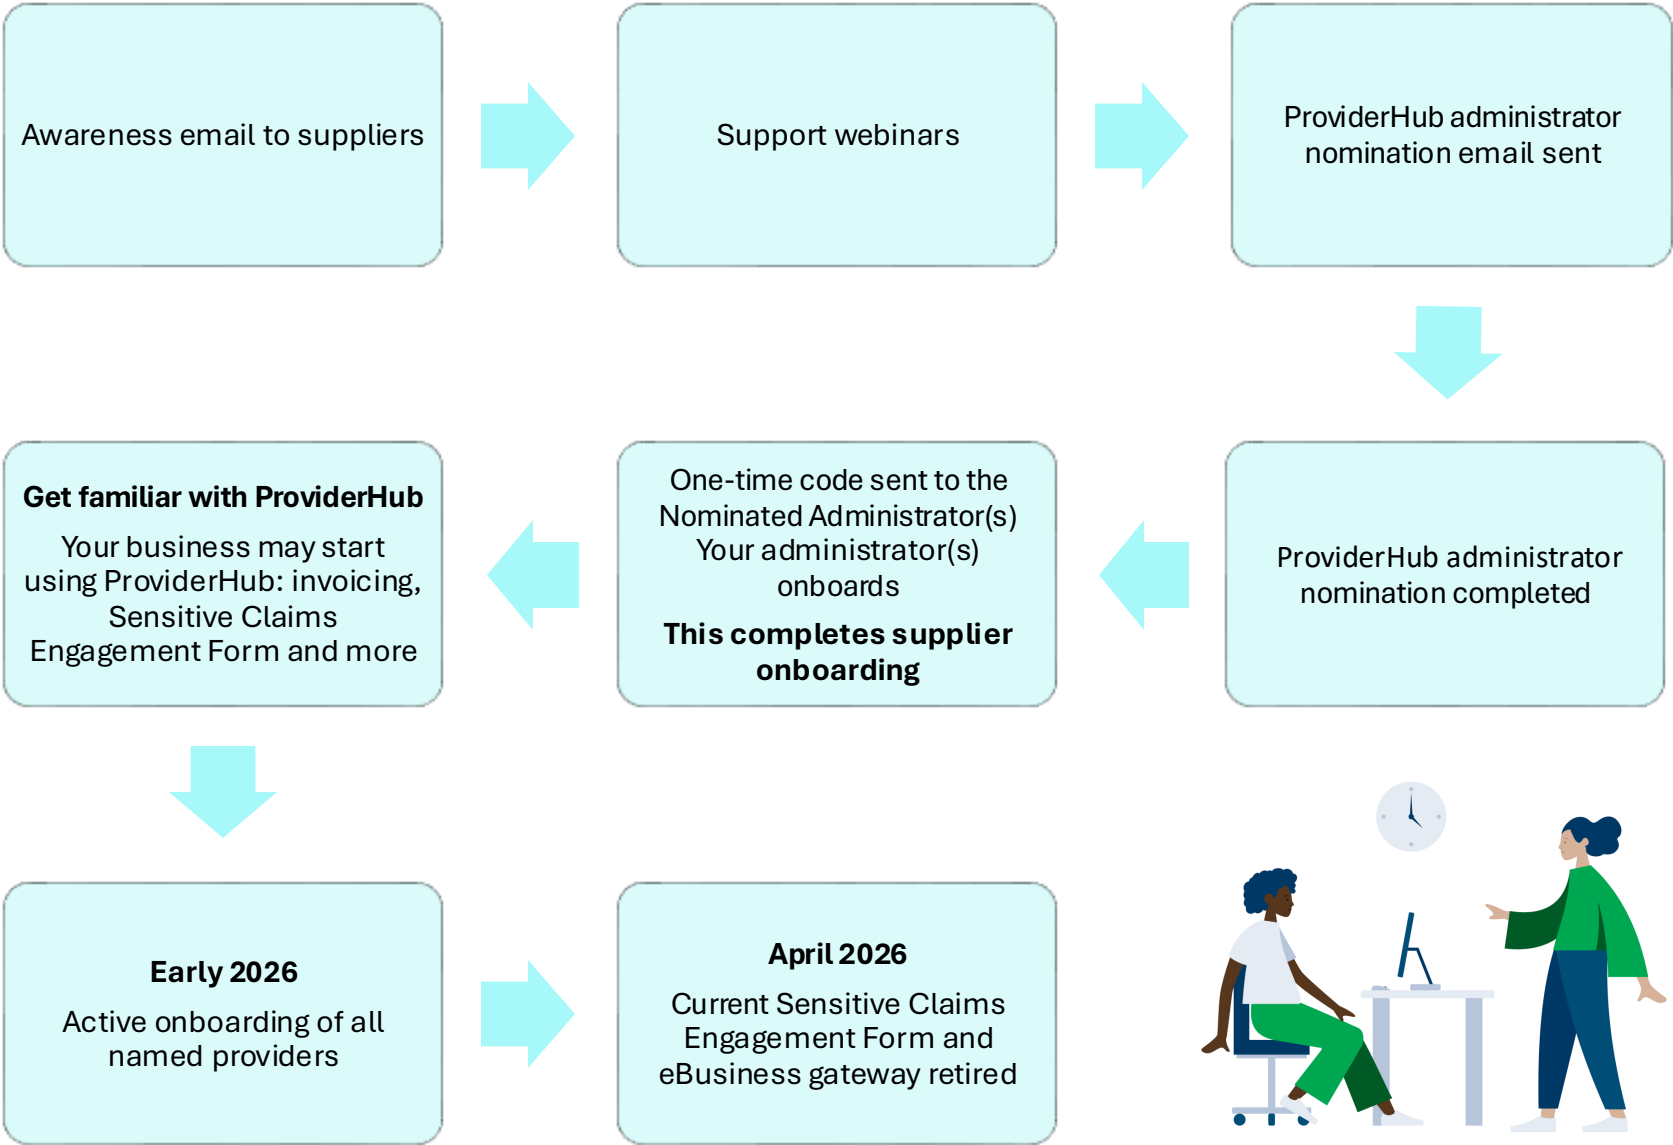 Awareness email to suppliers
Support webinars
ProviderHub administrator
nomination email sent
ProviderHub administrator
nomination completed
One-time code sent to the
Nominated Administrator(s)
Your administrator(s)
onboards
This completes supplier
onboarding
Get familiar with ProviderHub
Your business may start
using ProviderHub: invoicing,
Sensitive Claims
Engagement Form and more
Early 2026
Active onboarding of all
named providers
April 2026
Current Sensitive Claims
Engagement Form and
eBusiness gateway retired